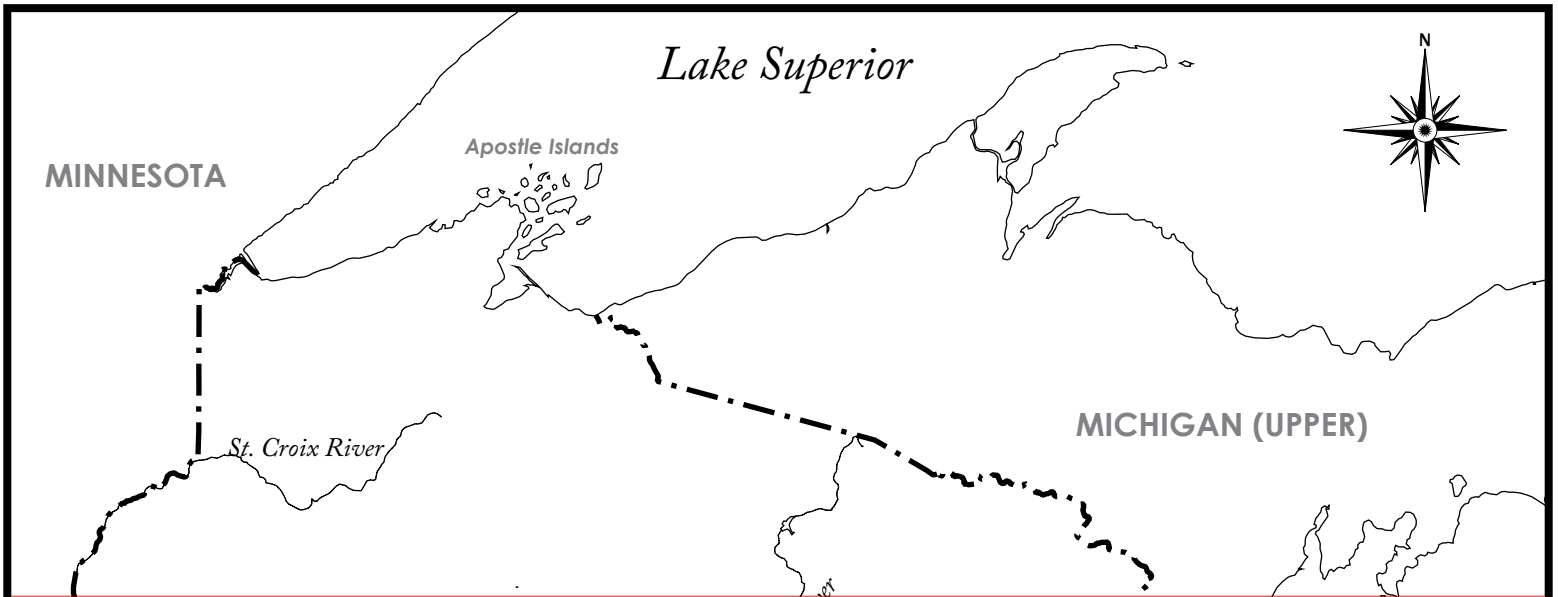 N
Lake Superior
Apostle Islands
MINNESOTA
MICHIGAN (UPPER)
St. Croix River